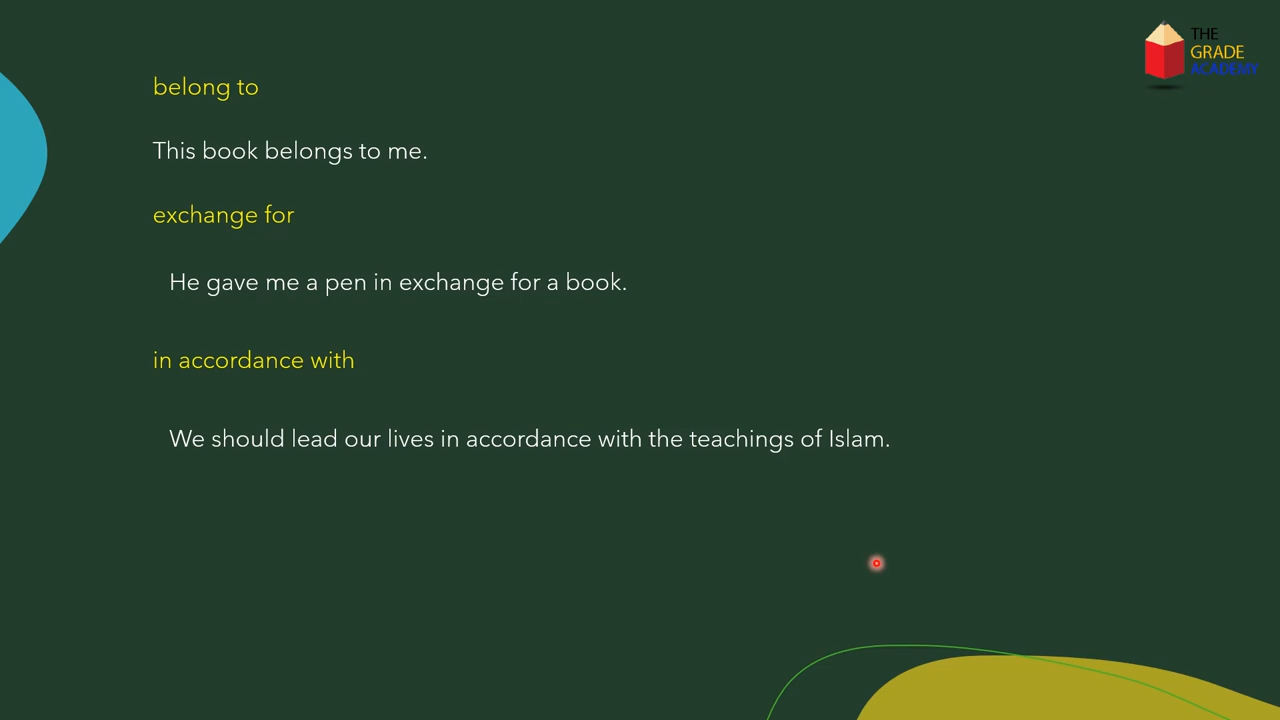 THE
GRADE
ACADEMY
belong to
This book belongs to me.
exchange for
He gave me a pen in exchange for a book.
in accordance with
We should lead our lives in accordance with the teachings of Islam.